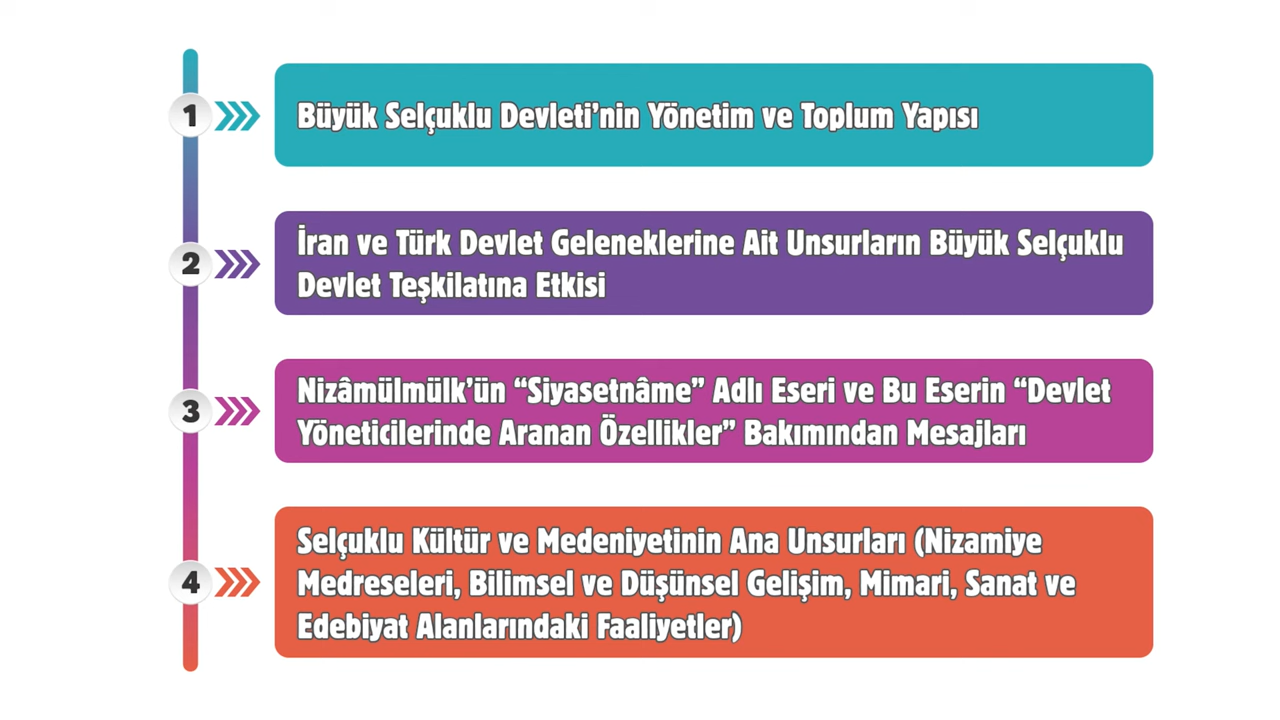 1
Büyük Selçuklu Devleti’nin Yönetim ve Toplum Yapısı
2
İran ve Türk Devlet Geleneklerine Ait Unsurların Büyük Selçuklu
Devlet Teşkilatına Etkisi
3
Nizâmülmülk’ün “Siyasetnâme” Adlı Eseri ve Bu Eserin “Devlet
Yöneticilerinde Aranan Özellikler” Bakımından Mesajları
4
Selçuklu Kültür ve Medeniyetinin Ana Unsurları (Nizamiye
Medreseleri, Bilimsel ve Düşünsel Gelişim, Mimari, Sanat ve
Edebiyat Alanlarındaki Faaliyetler)